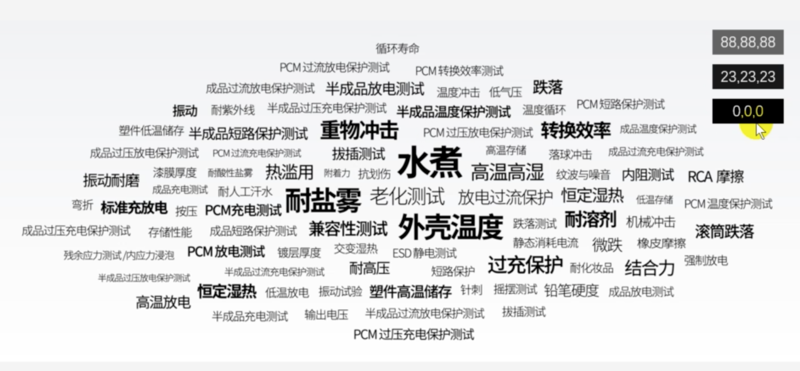 循环寿命
88,88,88
PCM 过流放电保护测试 PCM 转换效率测试
23,23,23
成品过流放电保护测试 半成品放电测试 温度冲击 低气压 跌落
振动 耐紫外线 半成品过压充电保护测试 半成品温度保护测试 温度循环 PCM 短路保护测试
0,0,0
塑件低温储存 半成品短路保护测试 重物冲击 PCM 过压放电保护测试 转换效率 成品温度保护测试
成品过压放电保护测试 PCM 过流充电保护测试 拔插测试 水煮 高温存储 落球冲击 成品过流充电保护测试
振动耐磨 漆膜厚度 耐酸性盐雾 热滥用 附着力 抗划伤 高温高湿 纹波与噪音 内阻测试 RCA 摩擦
成品充电测试 耐人工汗水 耐盐雾 老化测试 放电过流保护 恒定湿热 低温存储 PCM 温度保护测试
弯折 标准充放电 按压 PCM充电测试
成品过压充电保护测试 存储性能 成品短路测试 兼容性测试 外壳温度 跌落测试 耐溶剂 机械冲击 滚筒跌落
残余应力测试/内应力浸泡 PCM 放电测试 镀层厚度 交变湿热 ESD 静电测试 静态消耗电流 微跌 橡皮摩擦
半成品过压放电保护测试 半成品过流充电保护测试 耐高压 短路保护 过充保护 耐化妆品 结合力 强制放电
高温放电 恒定湿热 低温放电 振动试验 塑件高温储存 针刺 摇摆测试 铅笔硬度 成品放电测试
半成品充电测试 输出电压 半成品过流放电保护测试 拔插测试
PCM 过压充电保护测试